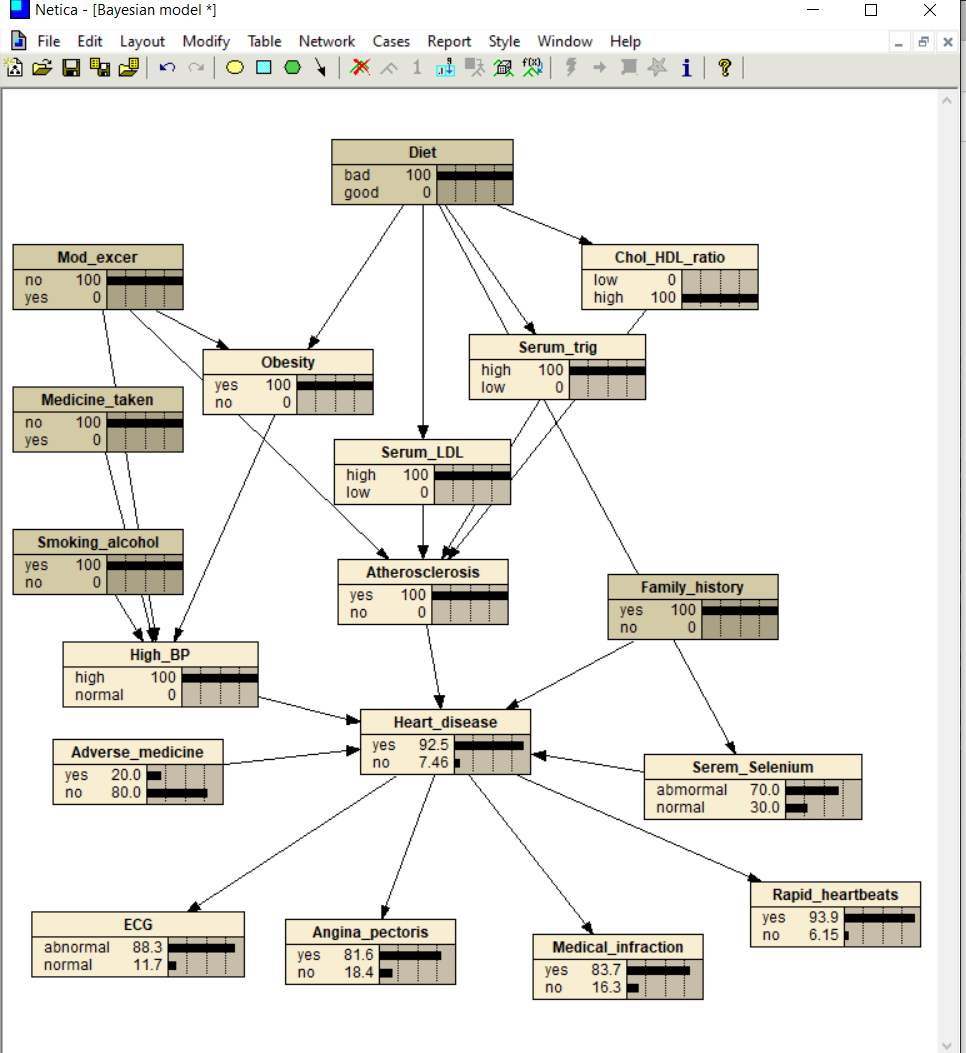 Netica - [Bayesian model *]
File Edit Layout Modify Table Network Cases Report Style Window Help
1 f(x) i ?
Diet
bad 100
good 0
Mod_excer
no 100
yes 0
Chol_HDL_ratio
low 0
high 100
Serum_trig
high 100
low 0
Obesity
yes 100
no 0
Medicine_taken
no 100
yes 0
Serum_LDL
high 100
low 0
Smoking_alcohol
yes 100
no 0
Atherosclerosis
yes 100
no 0
Family_history
yes 100
no 0
High_BP
high 100
normal 0
Heart_disease
yes 92.5
no 7.46
Adverse_medicine
yes 20.0
no 80.0
Serem_Selenium
abmormal 70.0
normal 30.0
Rapid_heartbeats
yes 93.9
no 6.15
ECG
abnormal 88.3
normal 11.7
Angina_pectoris
yes 81.6
no 18.4
Medical_infraction
yes 83.7
no 16.3